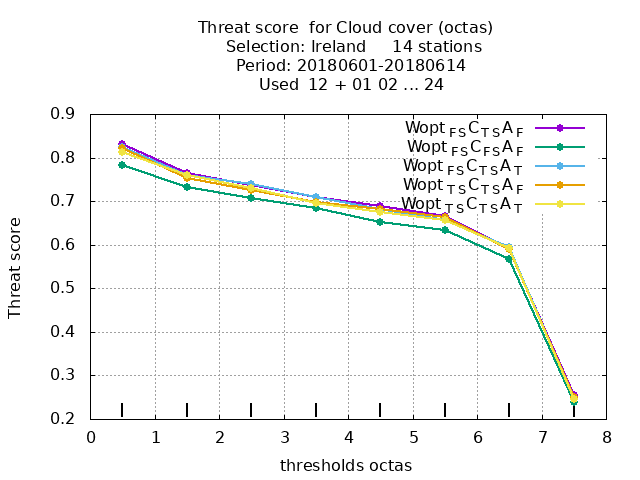 Threat score for Cloud cover (octas)
Selection: Ireland 14 stations
Period: 20180601-20180614
Used 12 + 01 02 ... 24
Threat score
0.9
0.8
0.7
0.6
0.5
0.4
0.3
0.2
Wopt FS C TS A F
Wopt FS C FS A F
Wopt FS C TS A T
Wopt TS C TS A F
Wopt TS C TS A T
0 1 2 3 4 5 6 7 8
thresholds octas